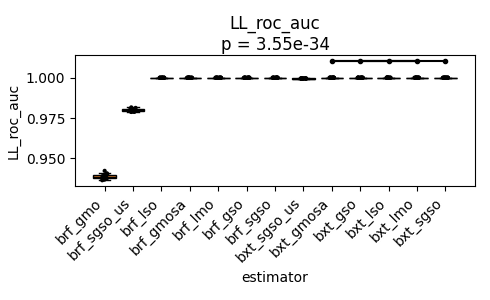 LL_roc_auc
p = 3.55e-34
LL_roc_auc
1.000
0.975
0.950
brf_gmo
brf_sgso_us
brf_lso
brf_gmosa
brf_lmo
brf_gso
brf_sgso
bxt_sgso_us
bxt_gmosa
bxt_gso
bxt_lso
bxt_lmo
bxt_sgso
estimator